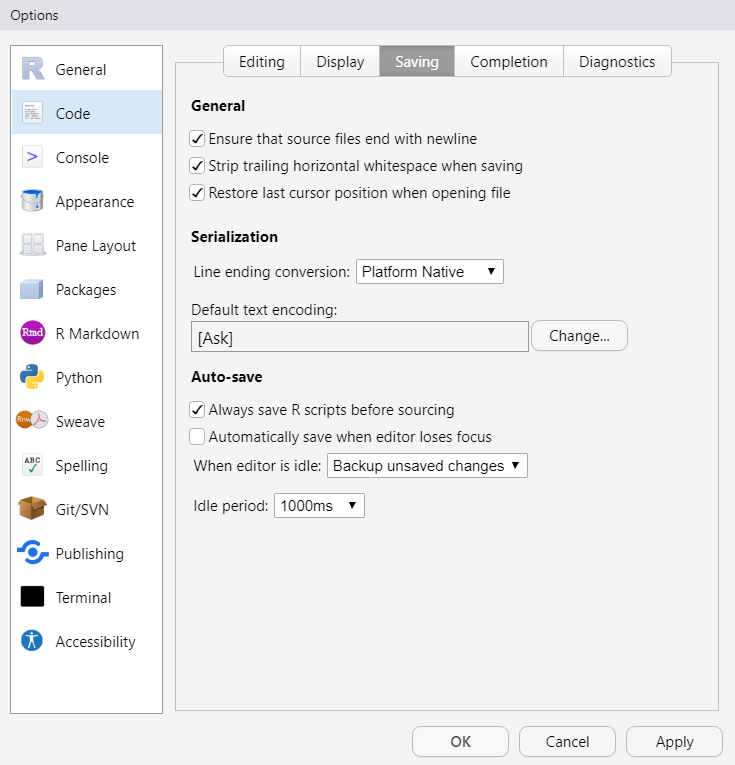 Options
General
Code
Console
Appearance
Pane Layout
Packages
Rmd R Markdown
Python
Sweave
ABC Spelling
Git/SVN
Publishing
Terminal
Accessibility
Editing Display Saving Completion Diagnostics
General
Ensure that source files end with newline
Strip trailing horizontal whitespace when saving
Restore last cursor position when opening file
Serialization
Line ending conversion: Platform Native
Default text encoding:
[Ask] Change...
Auto-save
Always save R scripts before sourcing
Automatically save when editor loses focus
When editor is idle: Backup unsaved changes
Idle period: 1000ms
OK Cancel Apply